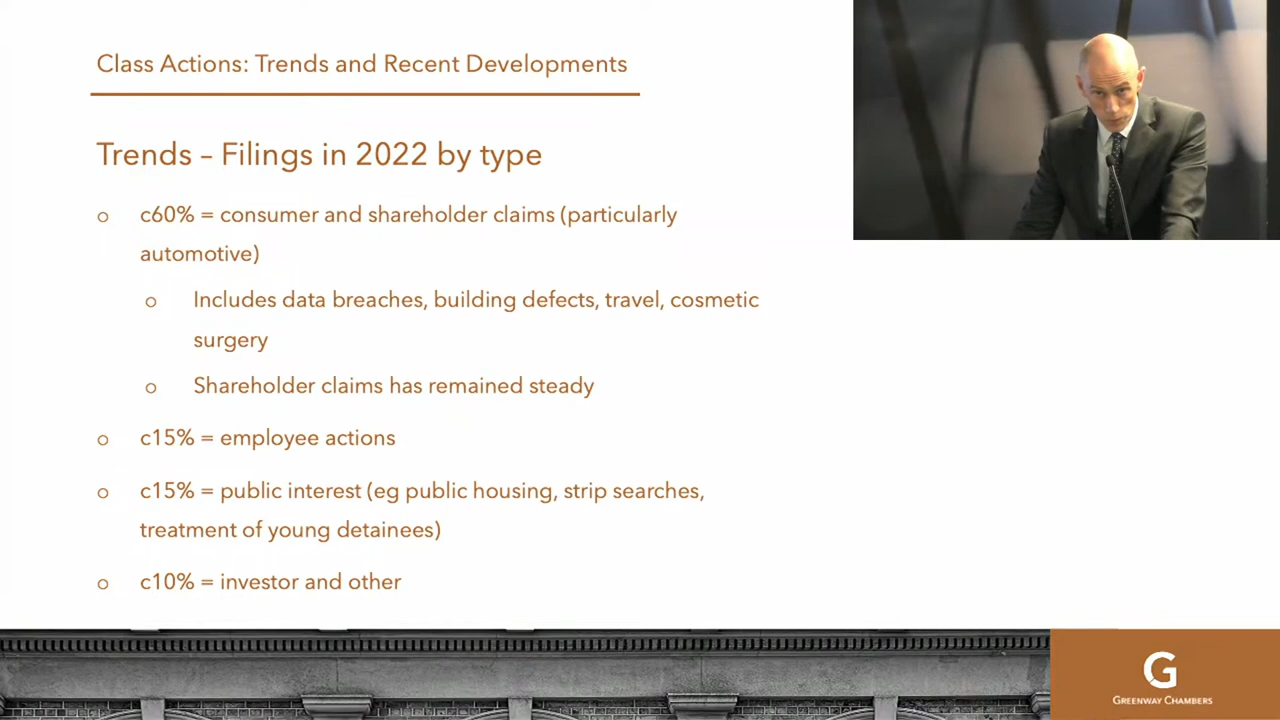 Class Actions: Trends and Recent Developments
Trends – Filings in 2022 by type
o c60% = consumer and shareholder claims (particularly
automotive)
o Includes data breaches, building defects, travel, cosmetic
surgery
o Shareholder claims has remained steady
o c15% = employee actions
o c15% = public interest (eg public housing, strip searches,
treatment of young detainees)
o c10% = investor and other
G
GREENWAY CHAMBERS